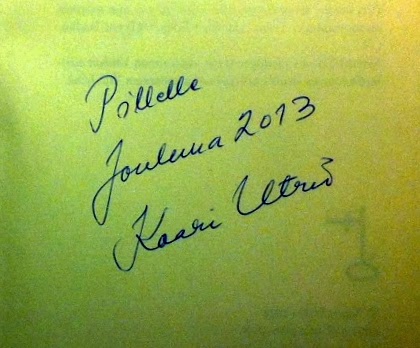 Pillelle
Jouluna 2013
Kaari Utrio